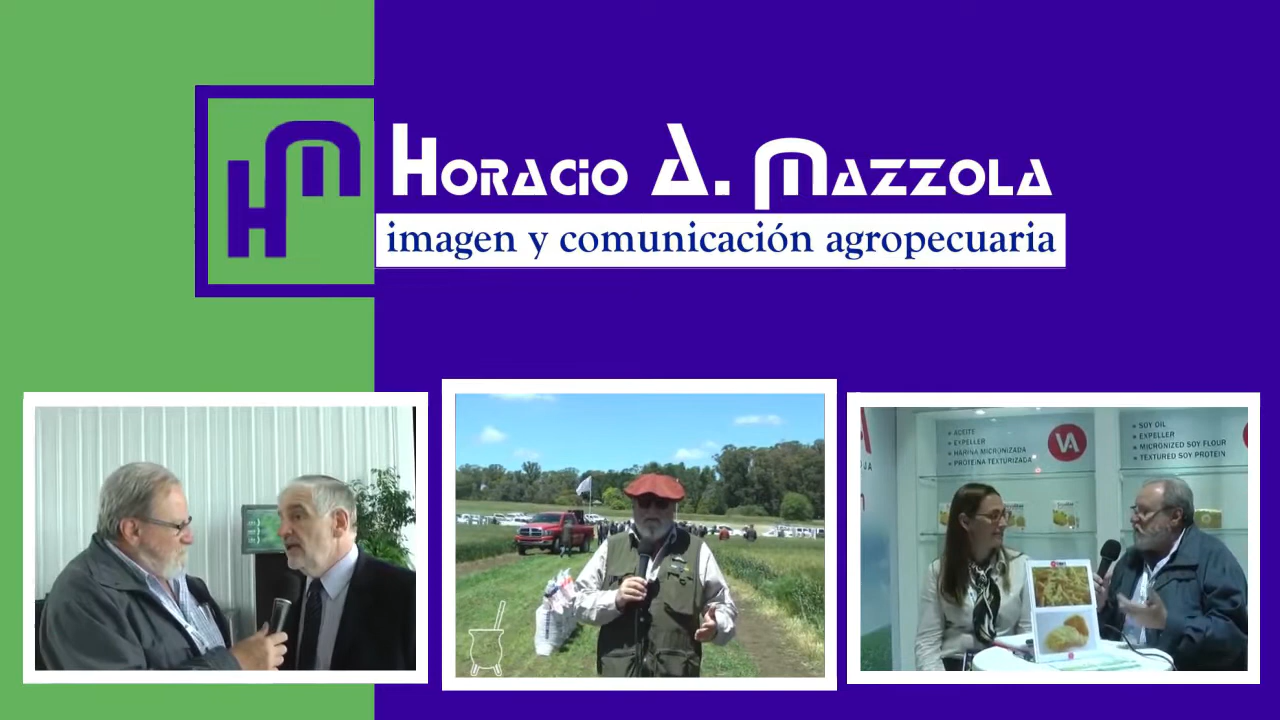 HM
HORACIO A. MAZZOLA
imagen y comunicación agropecuaria
A
OJA
ACEITE
EXPELLER
HARINA MICRONIZADA
PROTEINA TEXTURIZADA
VA
SOY OIL
EXPELLER
MICRONIZED SOY FLOUR
TEXTURED SOY PROTEIN